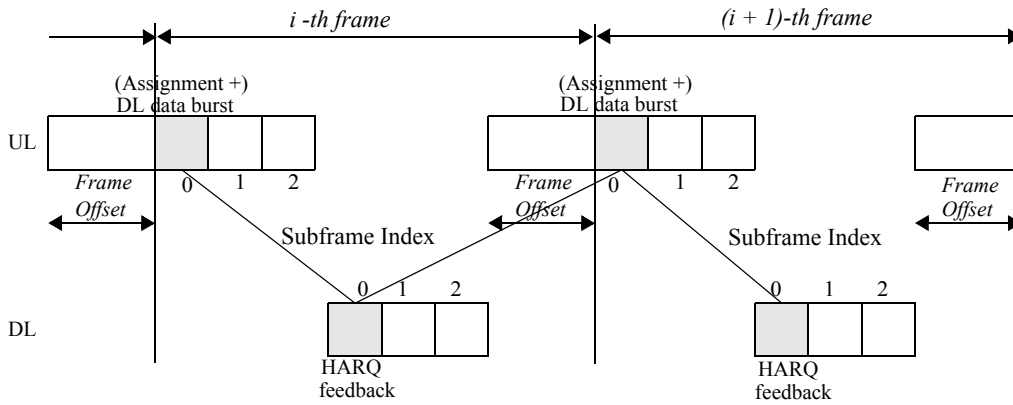 i -th frame
(i + 1)-th frame
(Assignment +)
DL data burst
(Assignment +)
DL data burst
UL
0 1 2
0 1 2
Frame
Offset
Frame
Offset
Frame
Offset
Subframe Index
Subframe Index
0 1 2
0 1 2
DL
HARQ
feedback
HARQ
feedback